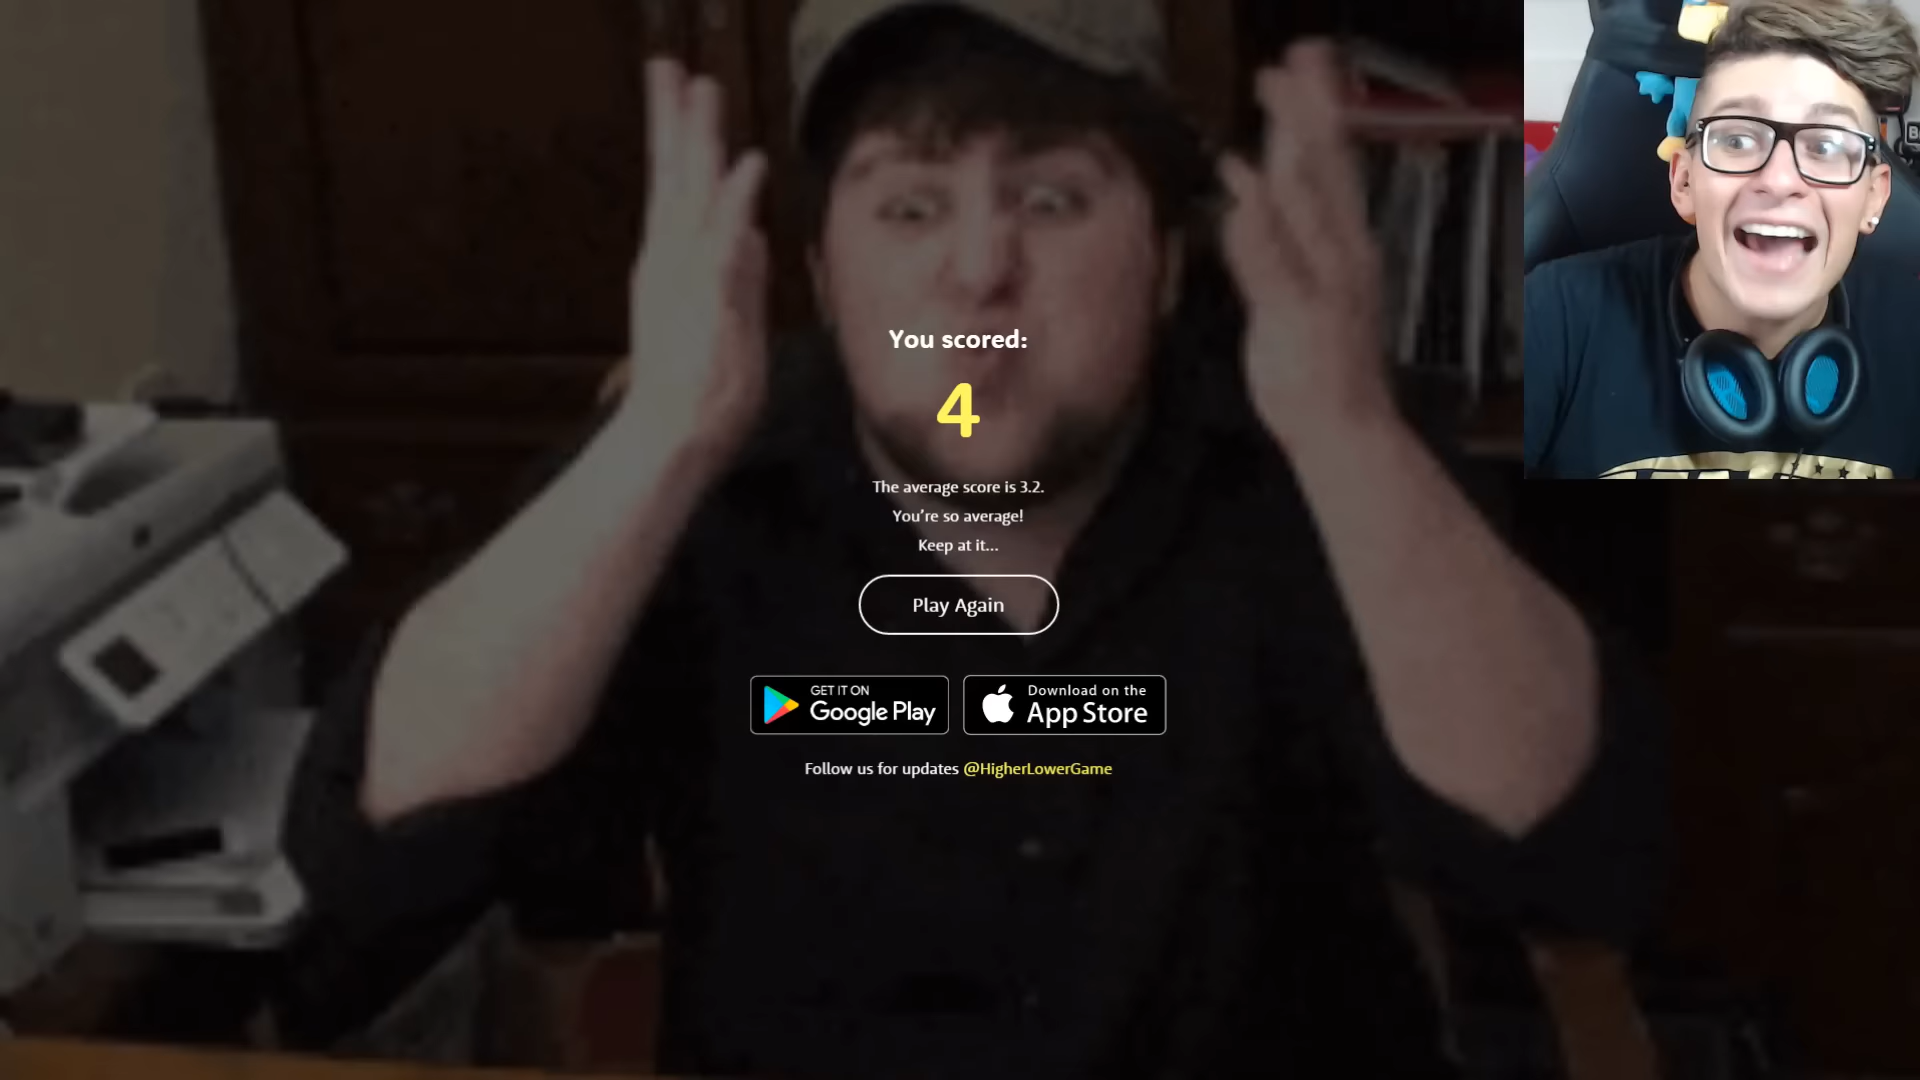 You scored:
4
The average score is 3.2.
You're so average!
Keep at it...
Play Again
GET IT ON
Google Play
Download on the
App Store
Follow us for updates @HigherLowerGame